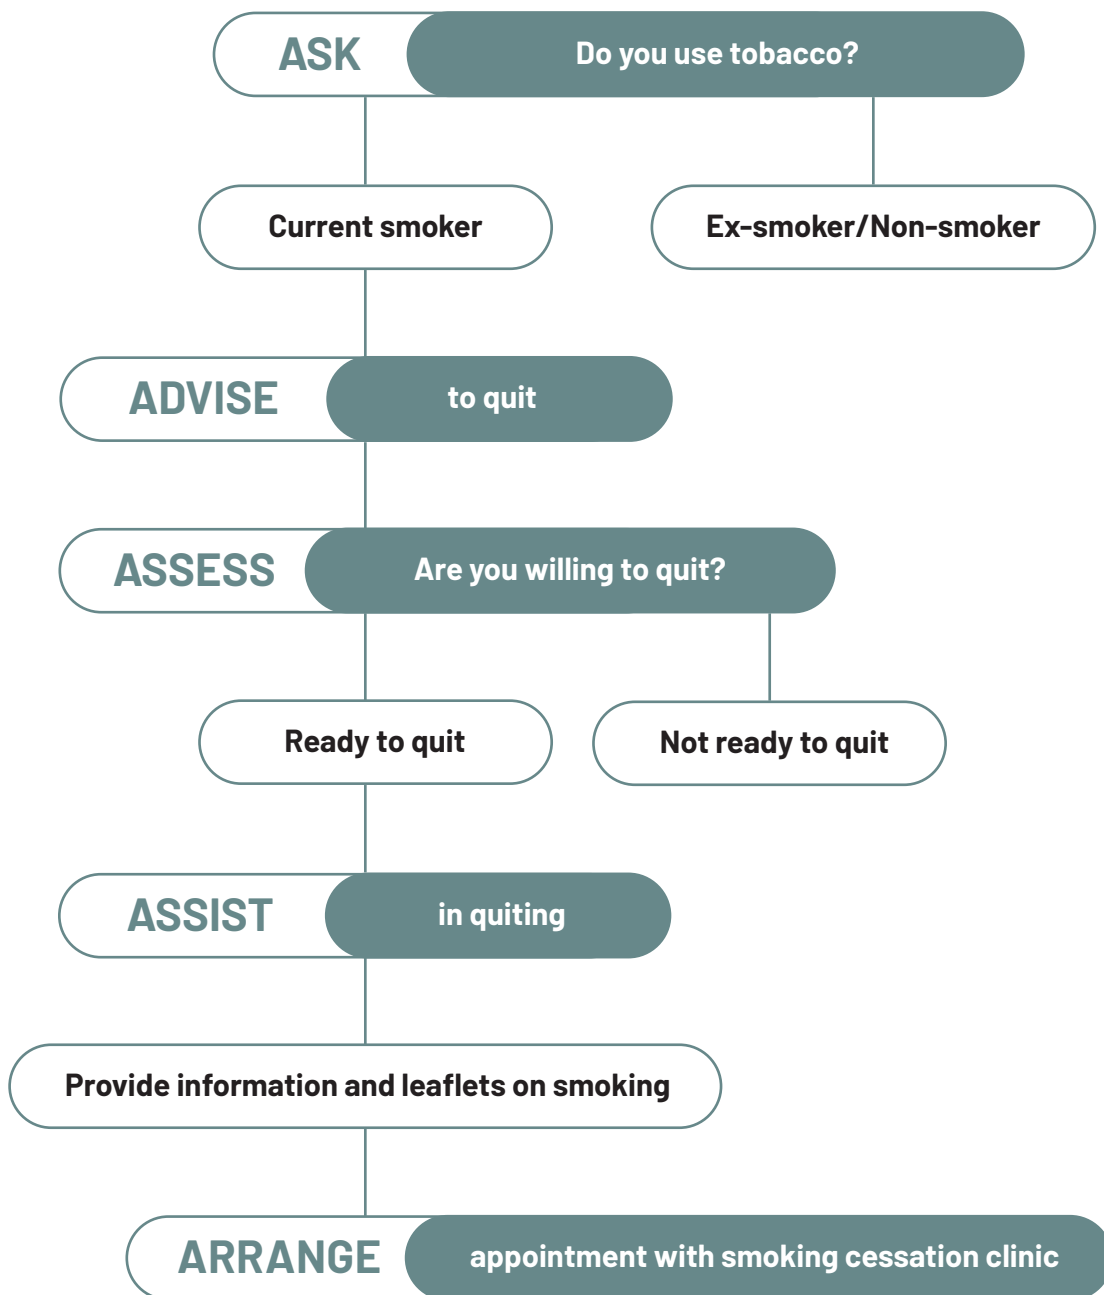 ASK Do you use tobacco?
Current smoker
Ex-smoker/Non-smoker
ADVISE to quit
ASSESS Are you willing to quit?
Ready to quit
Not ready to quit
ASSIST in quiting
Provide information and leaflets on smoking
ARRANGE appointment with smoking cessation clinic